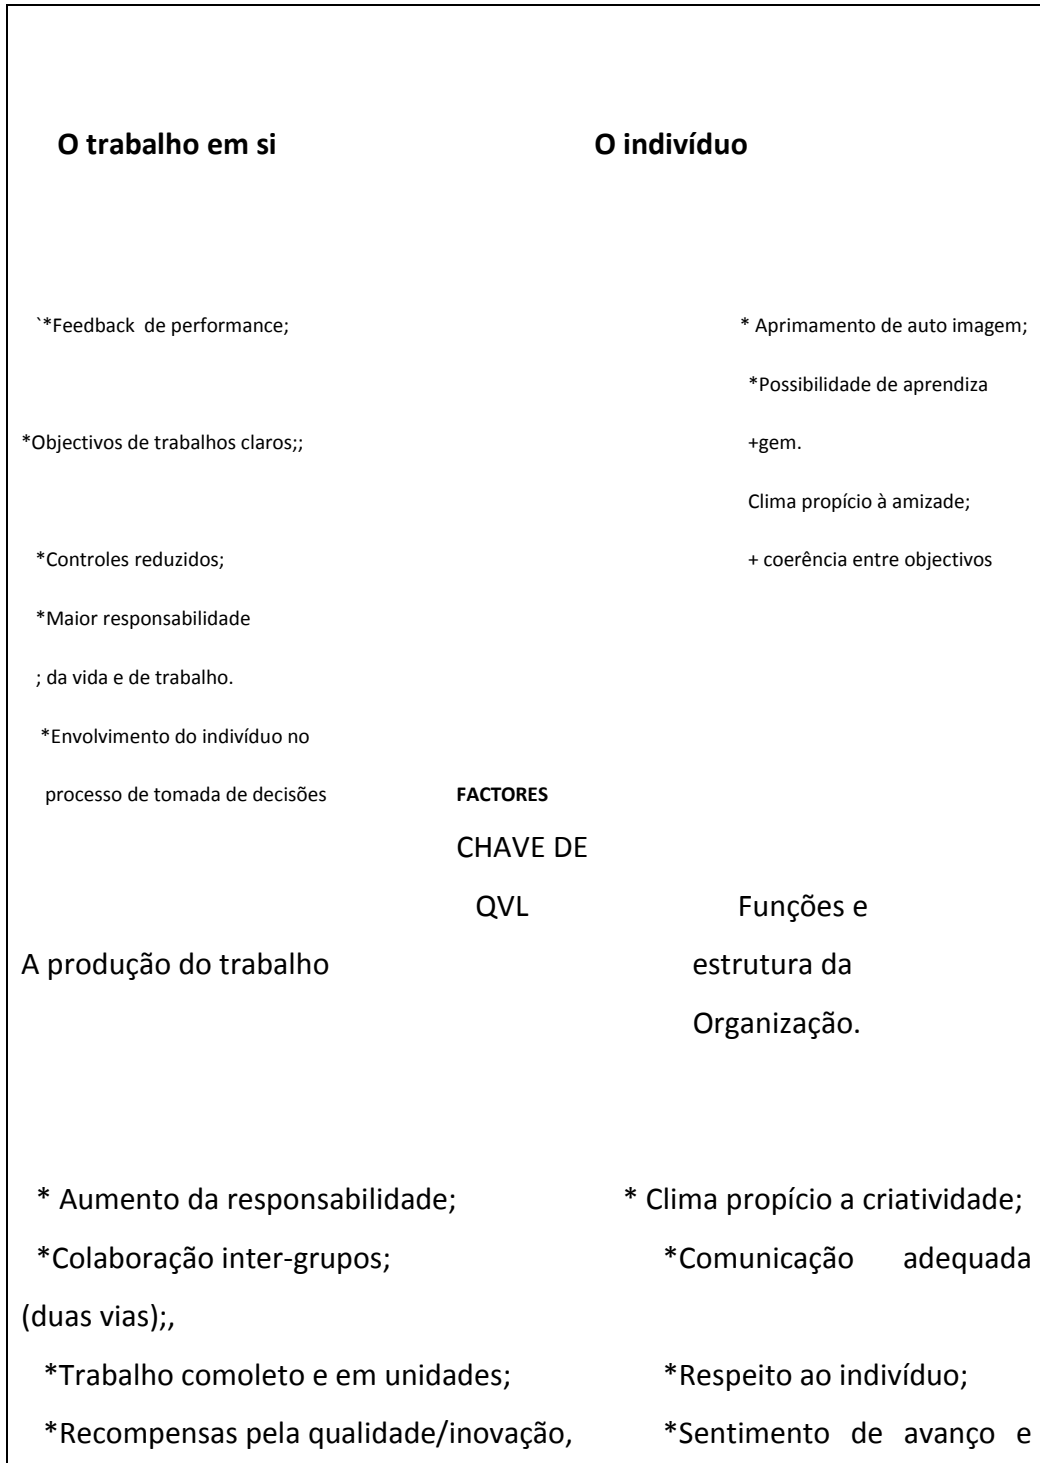 O trabalho em si O indivíduo
`*Feedback de performance; * Aprimamento de auto imagem;
*Possibilidade de aprendiza
*Objectivos de trabalhos claros;; +gem.
Clima propício à amizade;
*Controles reduzidos; + coerência entre objectivos
*Maior responsabilidade
; da vida e de trabalho.
*Envolvimento do indivíduo no
processo de tomada de decisões FACTORES
CHAVE DE
QVL Funções e
A produção do trabalho estrutura da
Organização.
* Aumento da responsabilidade; * Clima propício a criatividade;
*Colaboração inter-grupos; *Comunicação adequada
(duas vias);,
*Trabalho comoleto e em unidades; *Respeito ao indivíduo;
*Recompensas pela qualidade/inovação, *Sentimento de avanço e